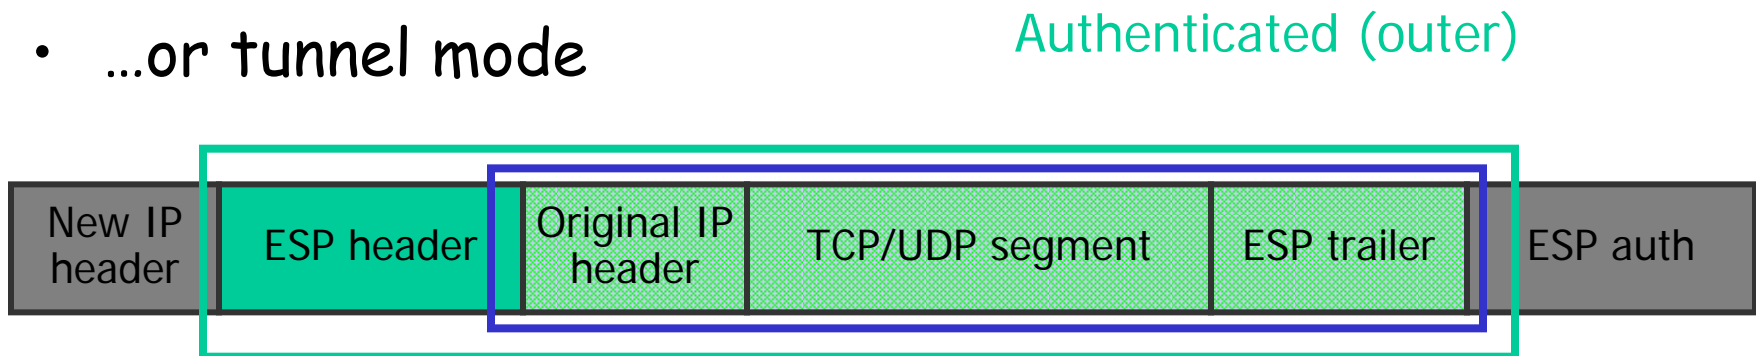 • …or tunnel mode
Authenticated (outer)
New IP
header
ESP header
Original IP
header
TCP/UDP segment
ESP trailer
ESP auth